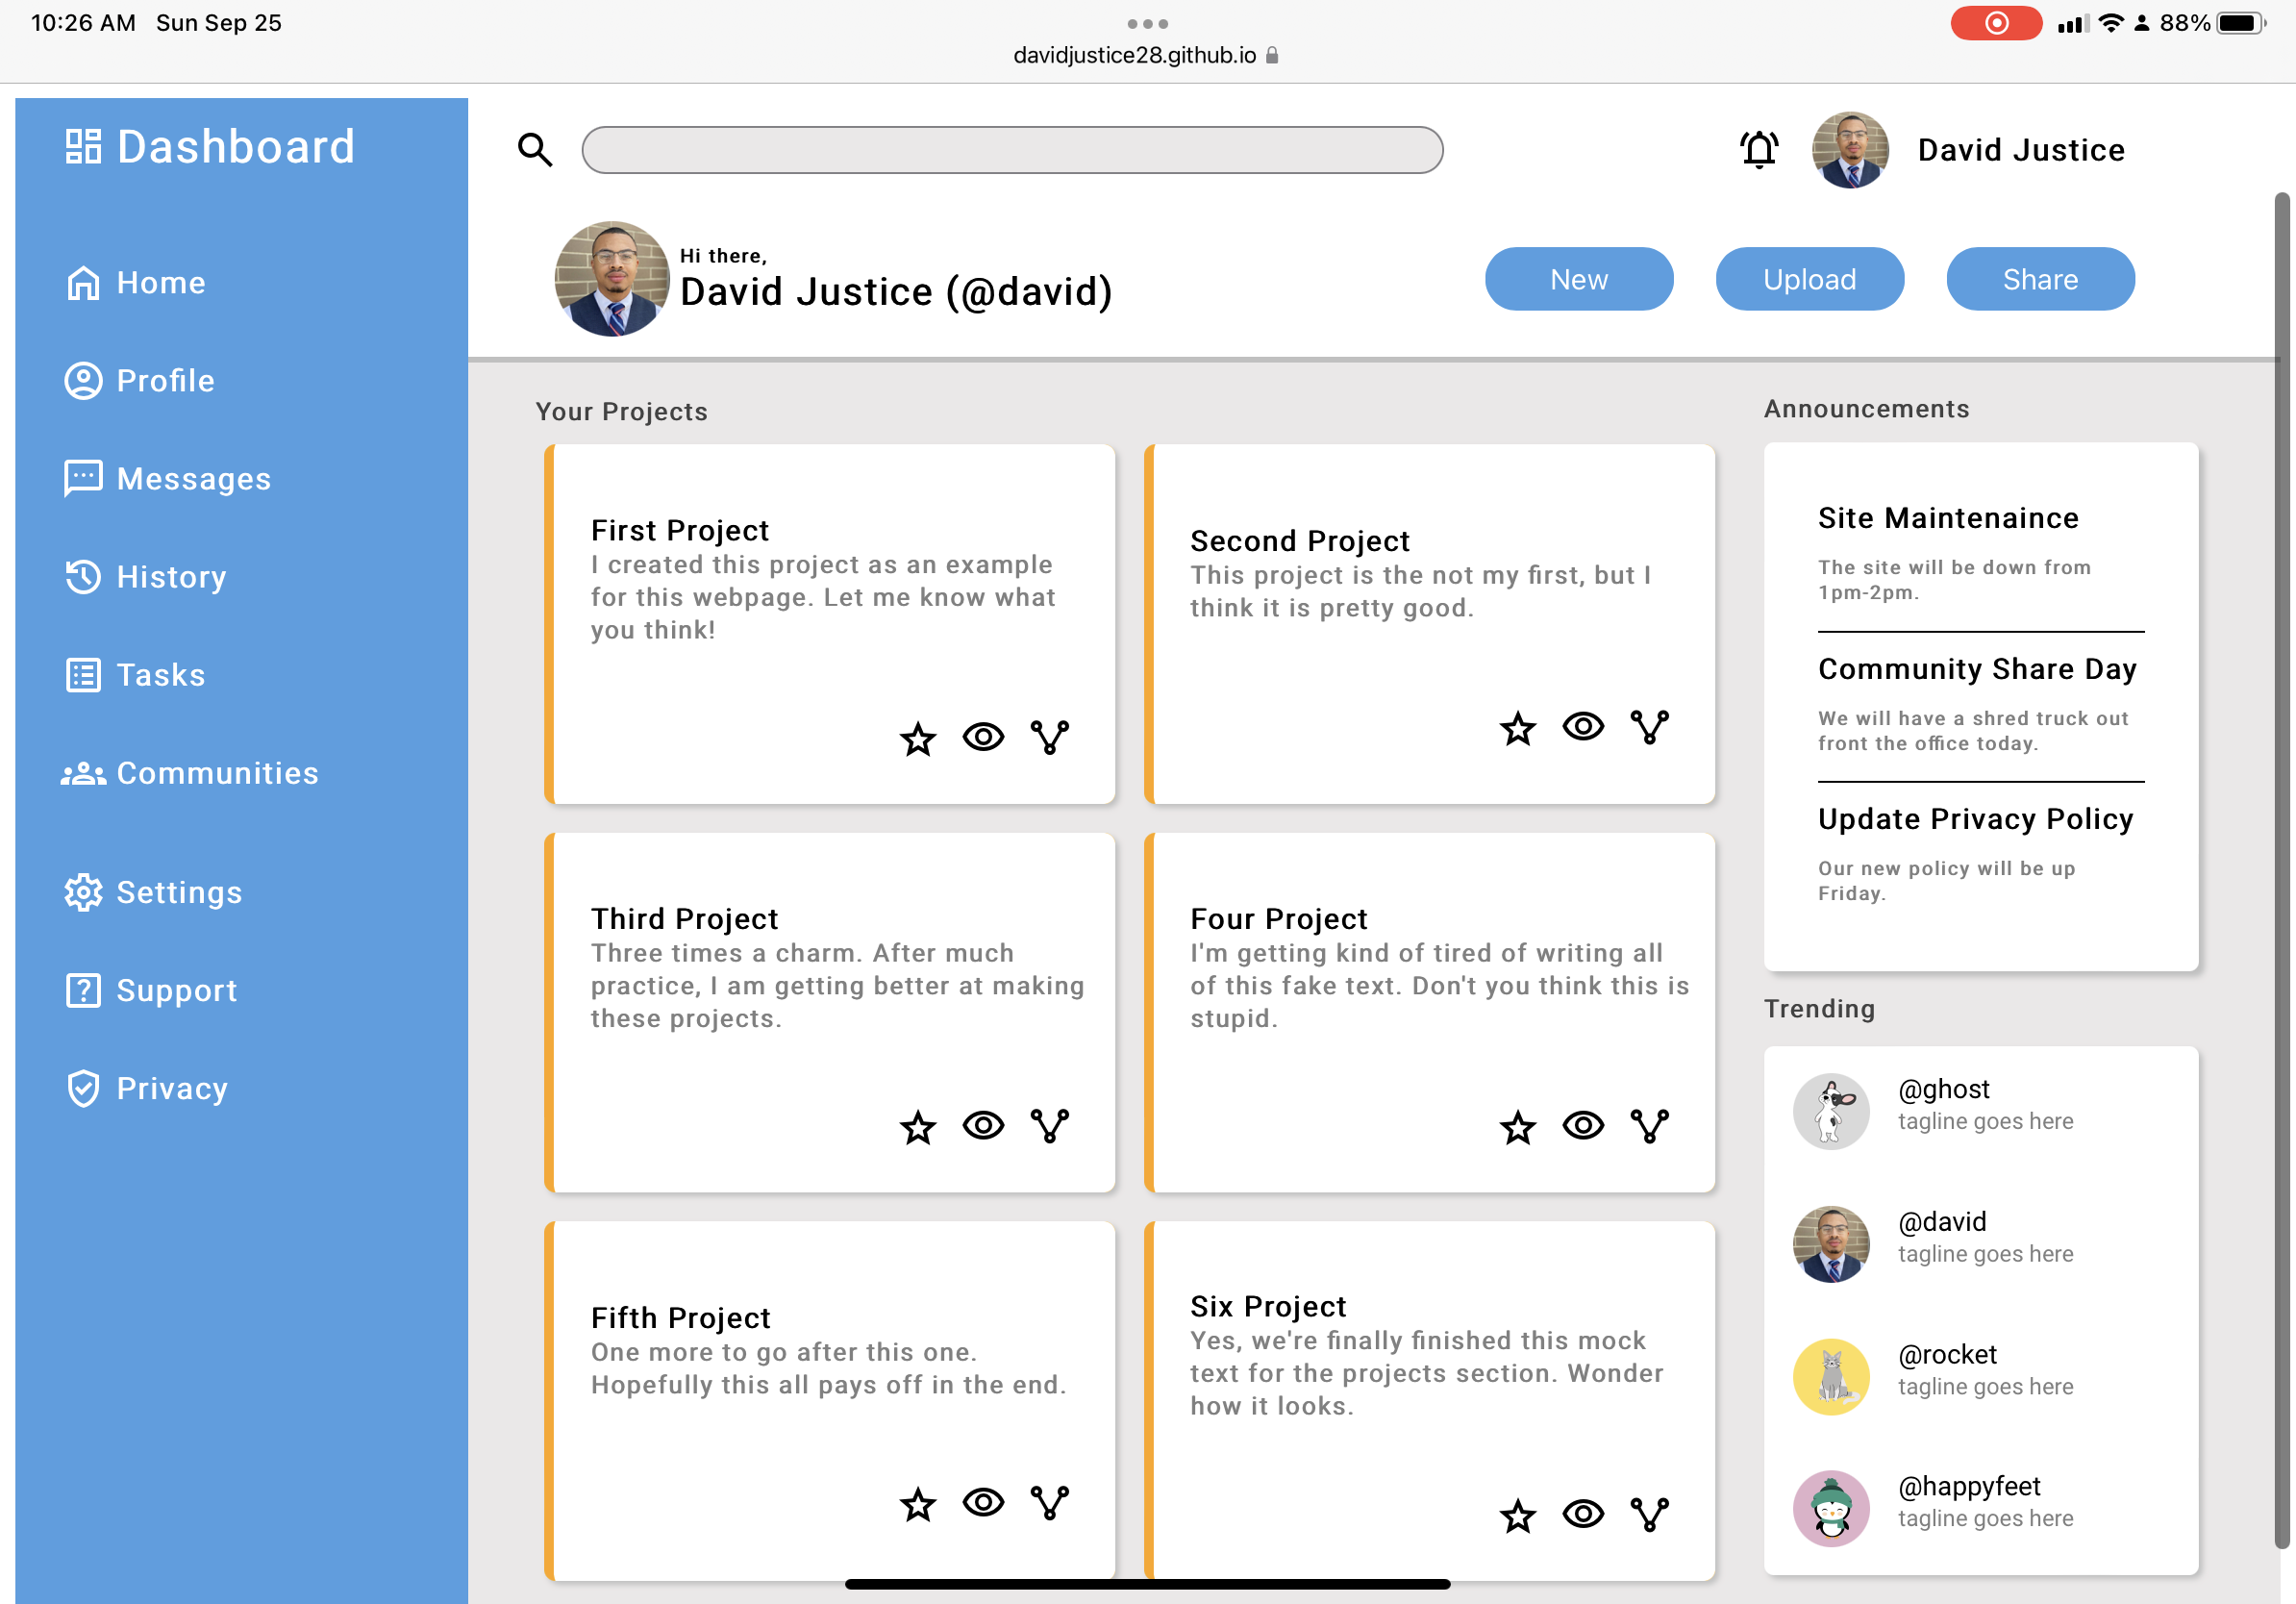 10:26 AM Sun Sep 25
88%
davidjustice28.github.io
Dashboard
Home
Profile
Messages
History
Tasks
Communities
Settings
Support
Privacy
David Justice
Hi there,
David Justice (@david)
New
Upload
Share
Your Projects
First Project
I created this project as an example
for this webpage. Let me know what
you think!
Second Project
This project is the not my first, but I
think it is pretty good.
Third Project
Three times a charm. After much
practice, I am getting better at making
these projects.
Four Project
I'm getting kind of tired of writing all
of this fake text. Don't you think this is
stupid.
Fifth Project
One more to go after this one.
Hopefully this all pays off in the end.
Six Project
Yes, we're finally finished this mock
text for the projects section. Wonder
how it looks.
Announcements
Site Maintenaince
The site will be down from
1pm-2pm.
Community Share Day
We will have a shred truck out
front the office today.
Update Privacy Policy
Our new policy will be up
Friday.
Trending
@ghost
tagline goes here
@david
tagline goes here
@rocket
tagline goes here
@happyfeet
tagline goes here